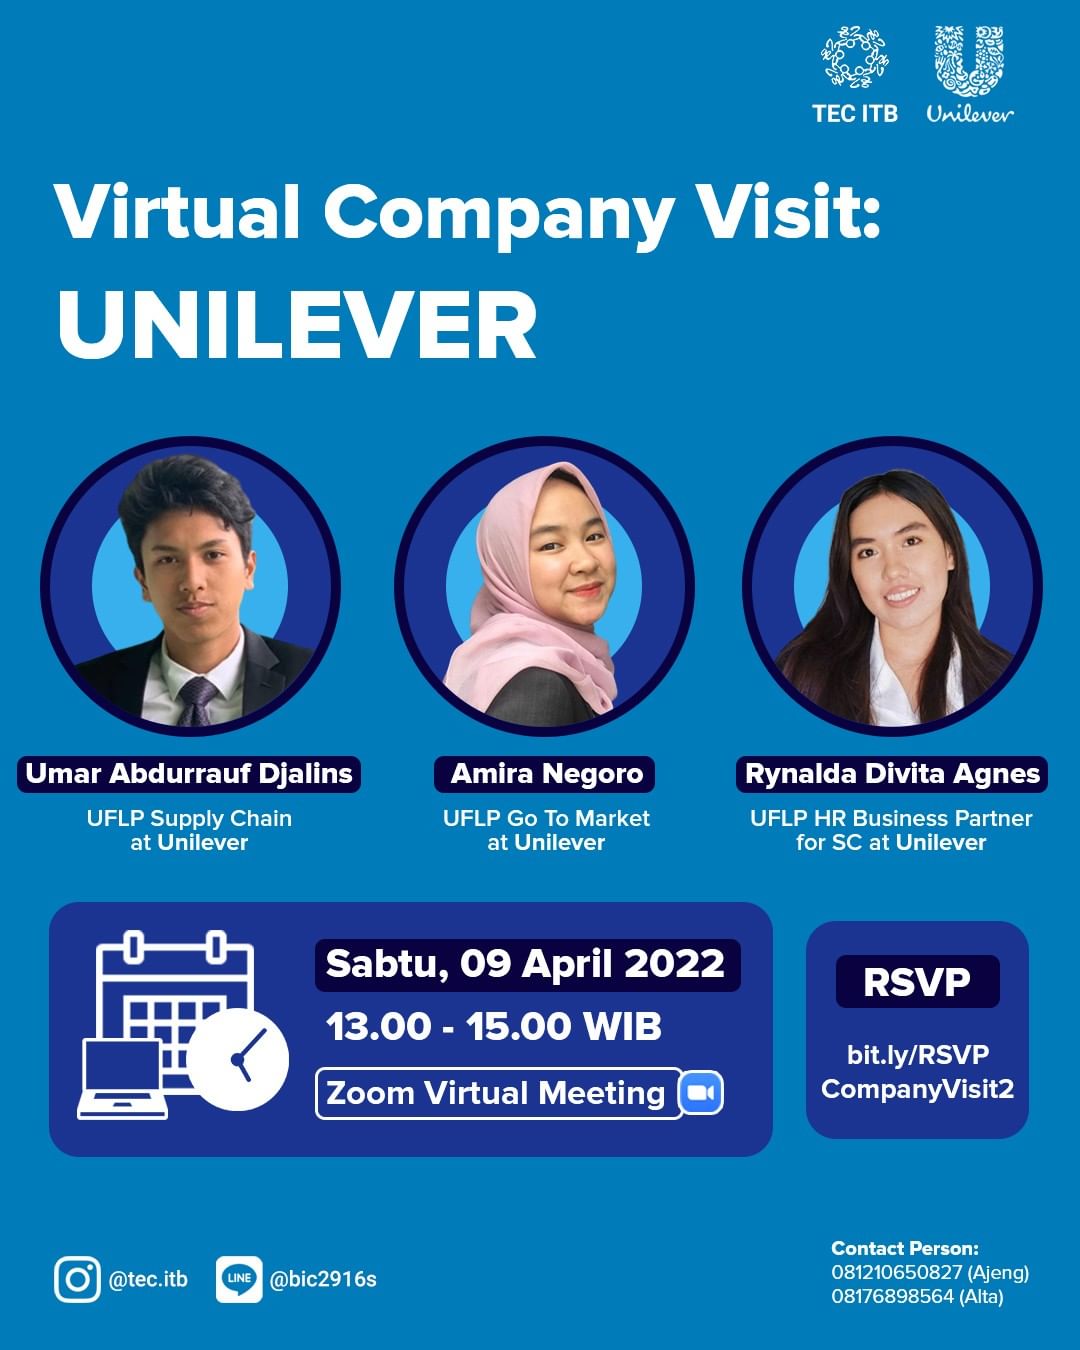 TEC ITB
Unilever
Virtual Company Visit:
UNILEVER
Umar Abdurrauf Djalins
UFLP Supply Chain
at Unilever
Amira Negoro
UFLP Go To Market
at Unilever
Rynalda Divita Agnes
UFLP HR Business Partner
for SC at Unilever
Sabtu, 09 April 2022
13.00 - 15.00 WIB
Zoom Virtual Meeting
RSVP
bit.ly/RSVP
CompanyVisit2
@tec.itb
LINE
@bic2916s
Contact Person:
081210650827 (Ajeng)
08176898564 (Alta)